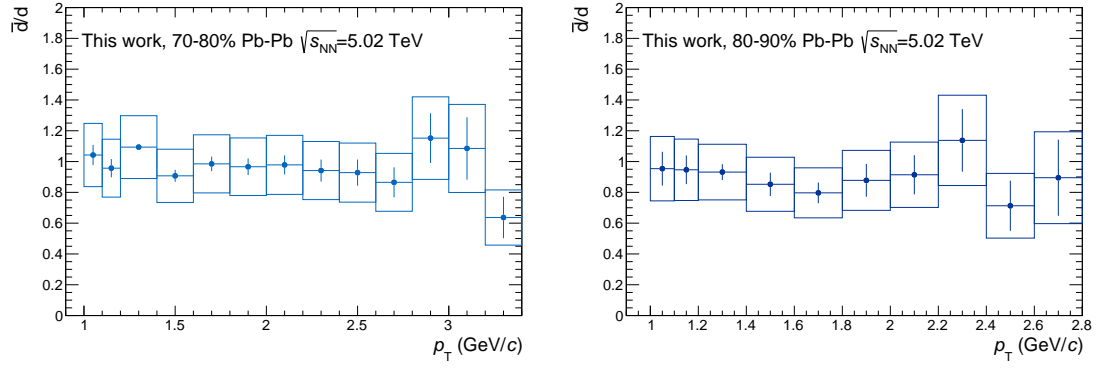 d̄/d
2
1.8
1.6
1.4
1.2
1
0.8
0.6
0.4
0.2
0
This work, 70-80% Pb-Pb √sNN=5.02 TeV
1 1.5 2 2.5 3
pT (GeV/c)
d̄/d
2
1.8
1.6
1.4
1.2
1
0.8
0.6
0.4
0.2
0
This work, 80-90% Pb-Pb √sNN=5.02 TeV
1 1.2 1.4 1.6 1.8 2 2.2 2.4 2.6 2.8
pT (GeV/c)